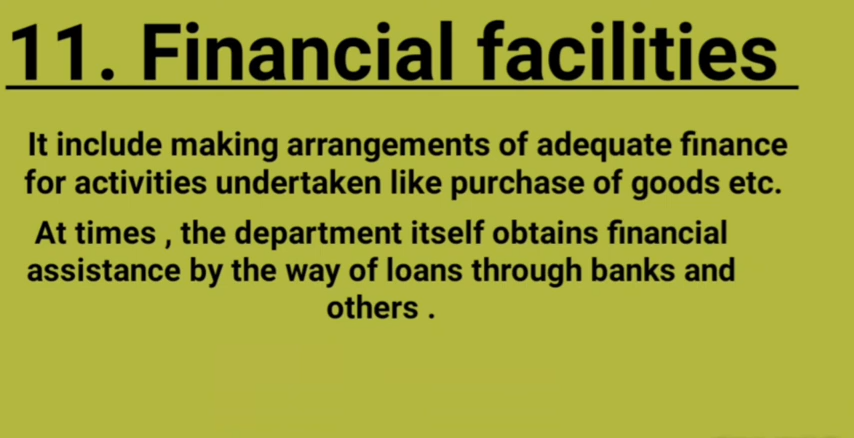 11. Financial facilities
It include making arrangements of adequate finance
for activities undertaken like purchase of goods etc.
At times , the department itself obtains financial
assistance by the way of loans through banks and
others .